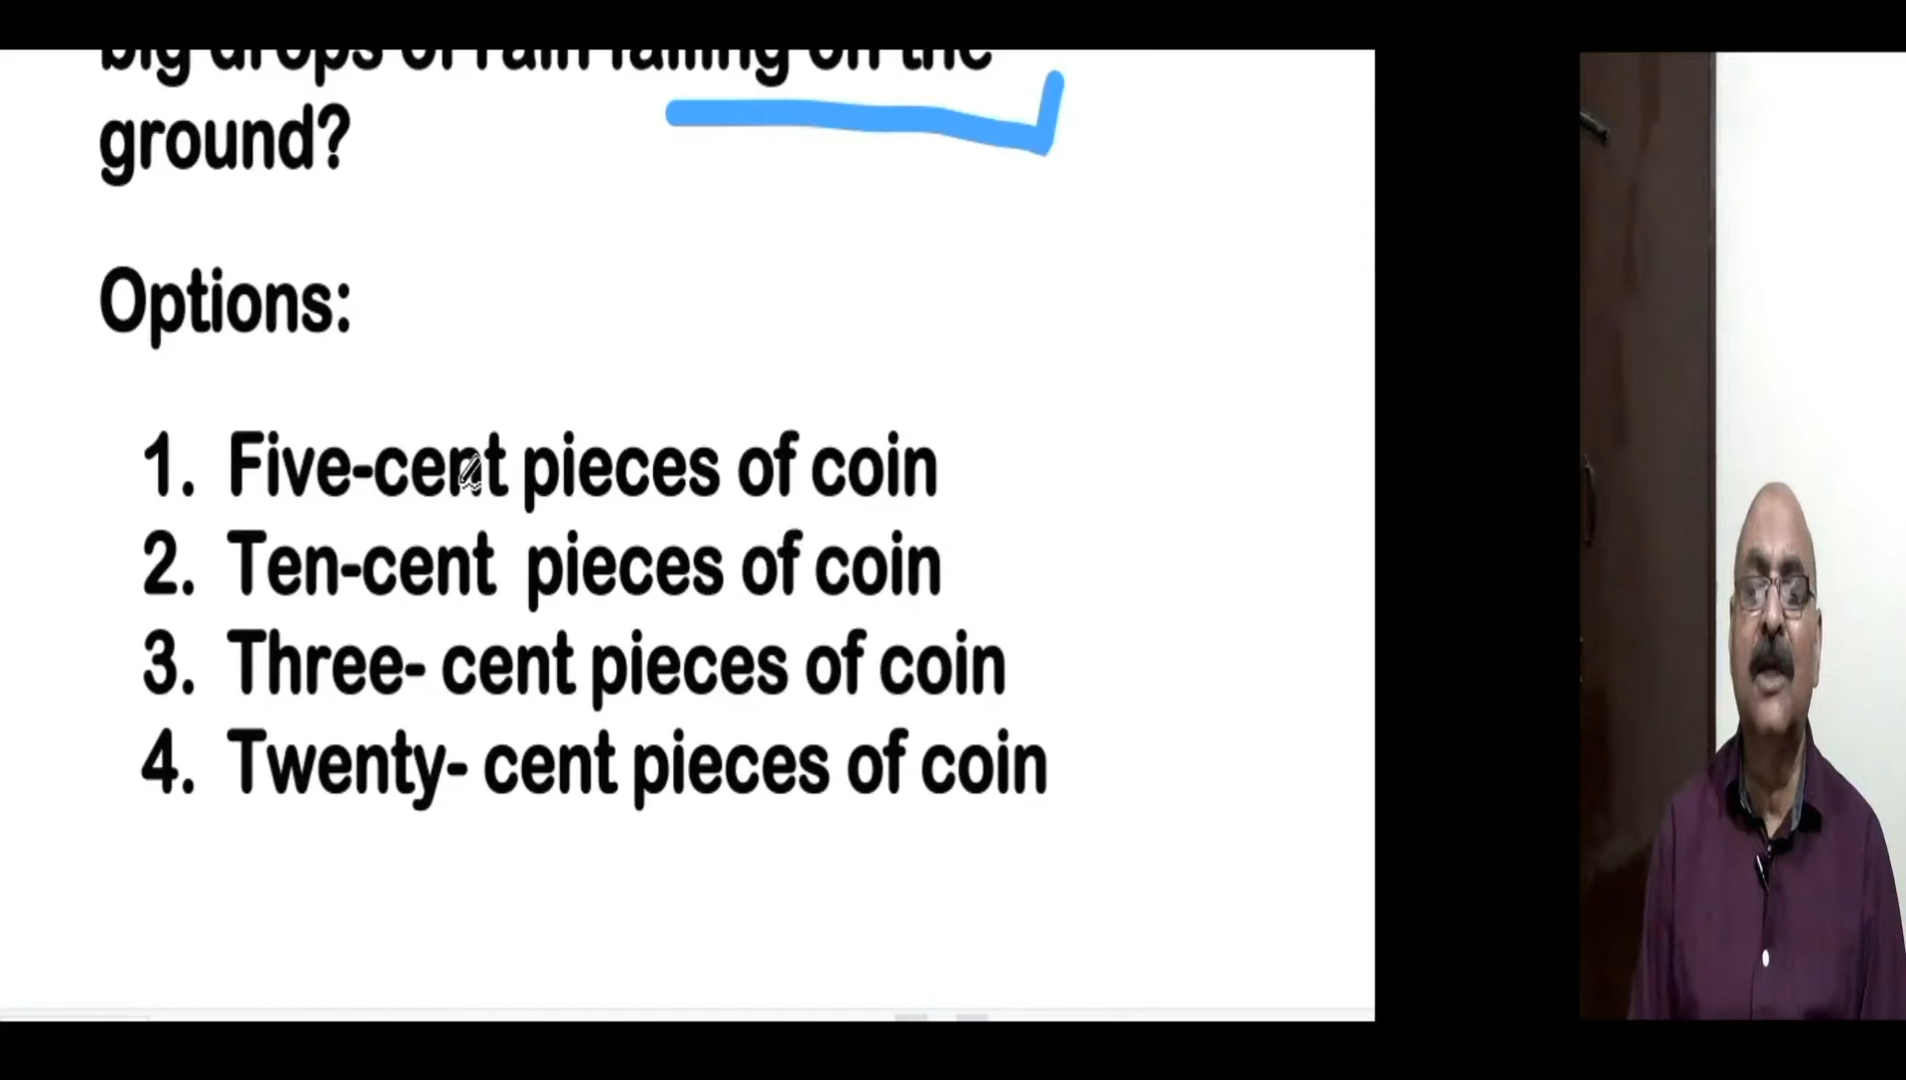 big drops of rain falling on the
ground?
Options:
1. Five-cent pieces of coin
2. Ten-cent pieces of coin
3. Three- cent pieces of coin
4. Twenty- cent pieces of coin